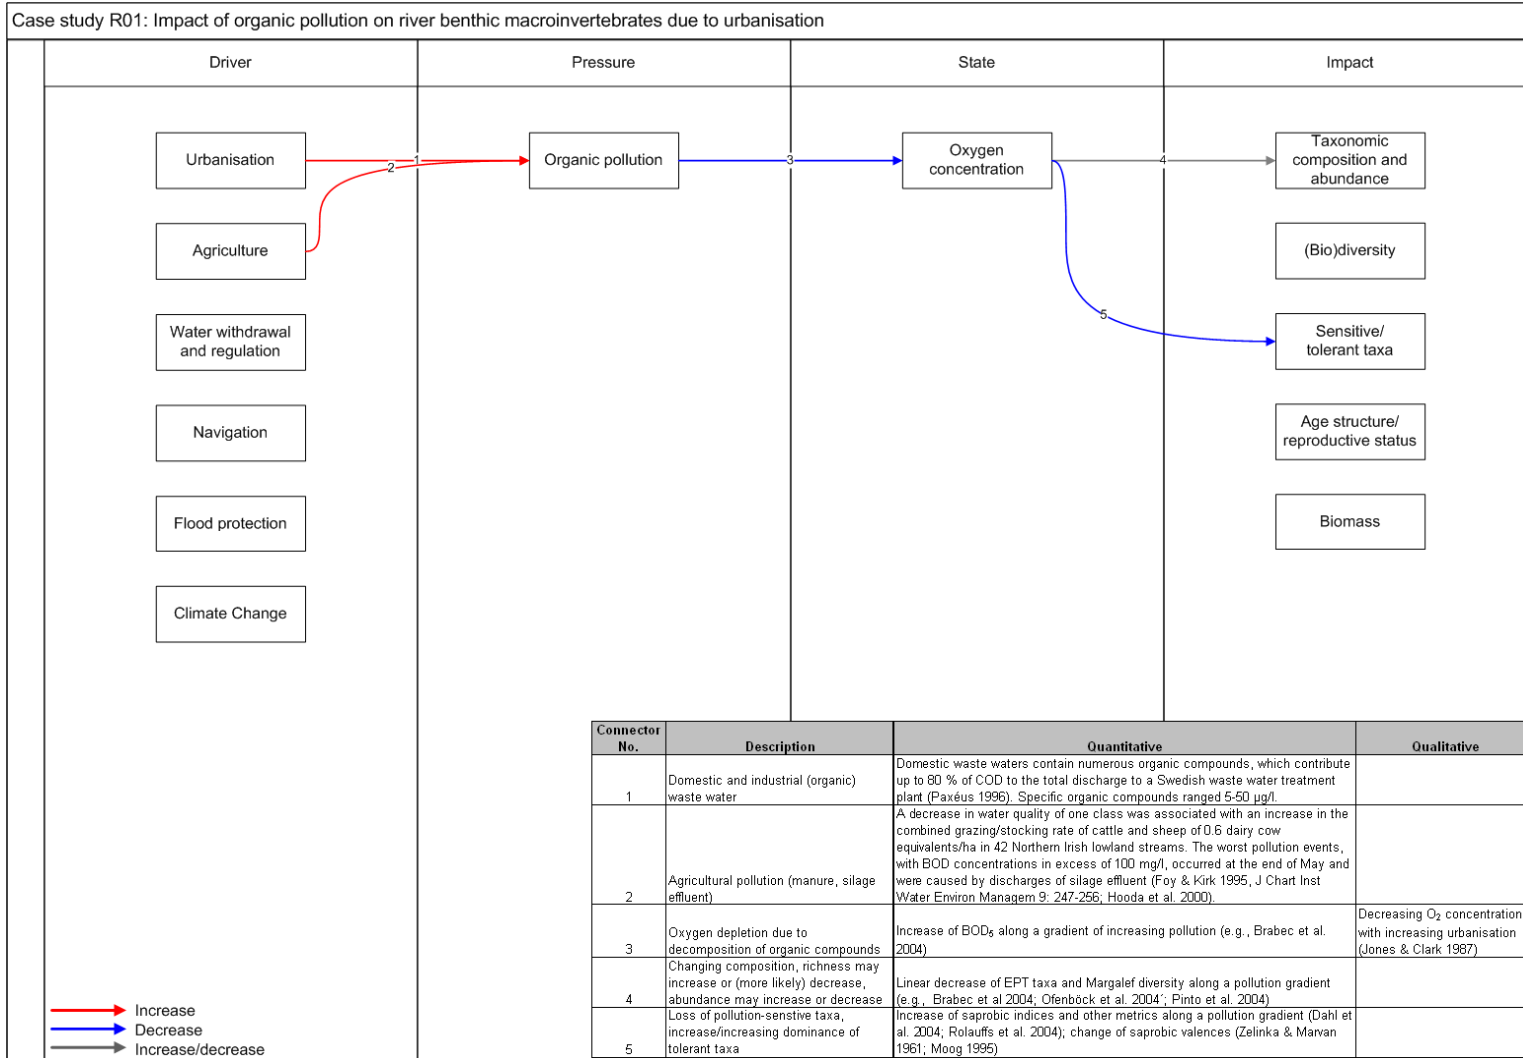 Case study R01: Impact of organic pollution on river benthic macroinvertebrates due to urbanisation
Driver
Pressure
State
Impact
Urbanisation
1
2
Organic pollution
3
Oxygen
concentration
4
Taxonomic
composition and
abundance
Agriculture
(Bio)diversity
Water withdrawal
and regulation
5
Sensitive/
tolerant taxa
Navigation
Age structure/
reproductive status
Flood protection
Biomass
Climate Change
Connector
No.
Description
Quantitative
Qualitative
1
Domestic and industrial (organic)
waste water
Domestic waste waters contain numerous organic compounds, which contribute
up to 80 % of COD to the total discharge to a Swedish waste water treatment
plant (Paxéus 1996). Specific organic compounds ranged 5-50 µg/l.
2
Agricultural pollution (manure, silage
effluent)
A decrease in water quality of one class was associated with an increase in the
combined grazing/stocking rate of cattle and sheep of 0.6 dairy cow
equivalents/ha in 42 Northern Irish lowland streams. The worst pollution events,
with BOD concentrations in excess of 100 mg/l, occurred at the end of May and
were caused by discharges of silage effluent (Foy & Kirk 1995, J Chart Inst
Water Environ Managem 9: 247-256; Hooda et al. 2000).
3
Oxygen depletion due to
decomposition of organic compounds
Increase of BOD₅ along a gradient of increasing pollution (e.g., Brabec et al.
2004)
Decreasing O₂ concentration
with increasing urbanisation
(Jones & Clark 1987)
4
Changing composition, richness may
increase or (more likely) decrease,
abundance may increase or decrease
Linear decrease of EPT taxa and Margalef diversity along a pollution gradient
(e.g., Brabec et al 2004; Ofenböck et al. 2004´; Pinto et al. 2004)
5
Loss of pollution-senstive taxa,
increase/increasing dominance of
tolerant taxa
Increase of saprobic indices and other metrics along a pollution gradient (Dahl et
al. 2004; Rolauffs et al. 2004); change of saprobic valences (Zelinka & Marvan
1961; Moog 1995)
Increase
Decrease
Increase/decrease